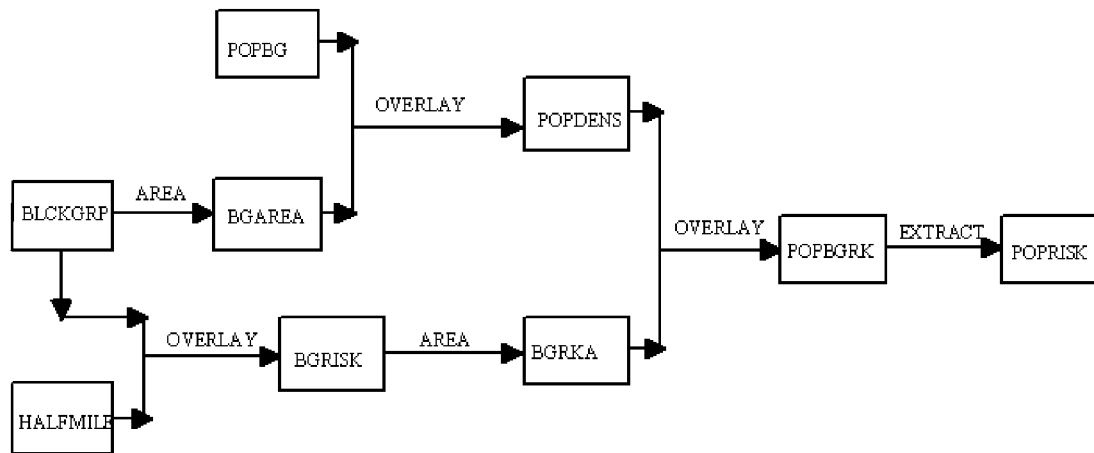 POPBG
OVERLAY
POPDENS
BLCKGRP
AREA
BGAREA
OVERLAY
POPBGRK
EXTRACT
POPRISK
OVERLAY
BGRISK
AREA
BGRKA
HALFMILE